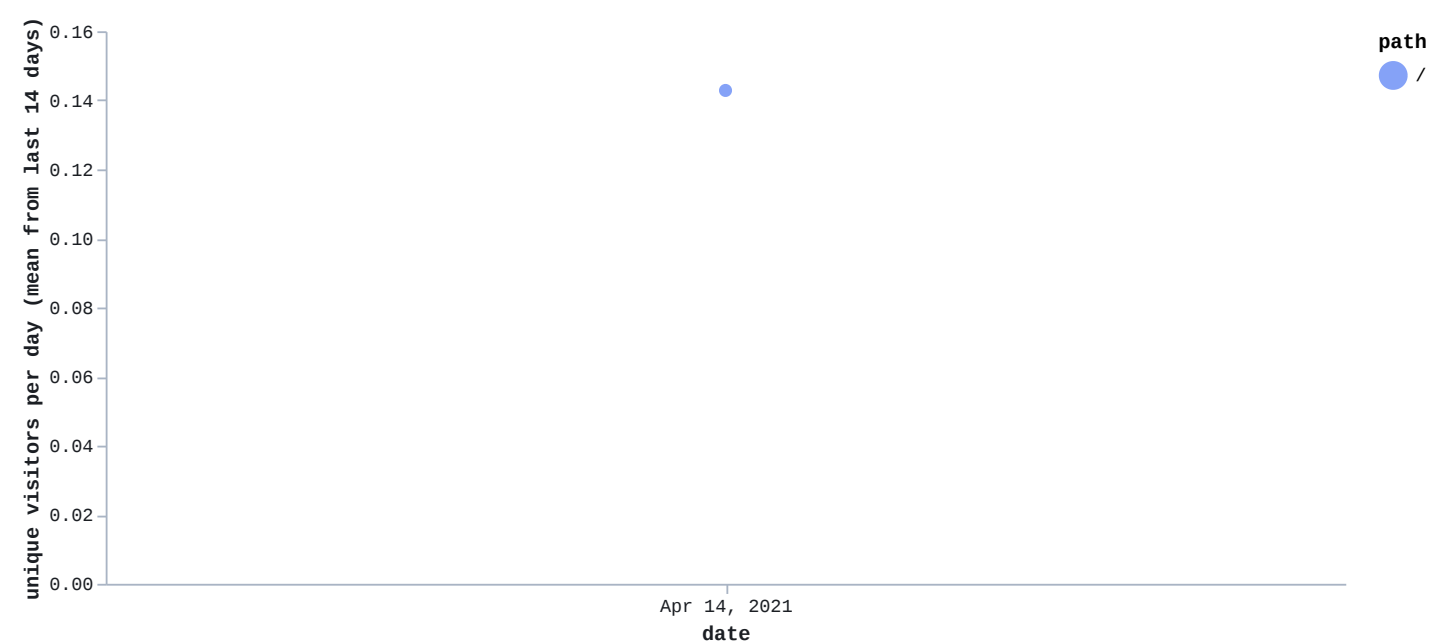 unique visitors per day (mean from last 14 days)
0.16
0.14
0.12
0.10
0.08
0.06
0.04
0.02
0.00
Apr 14, 2021
date
path
/